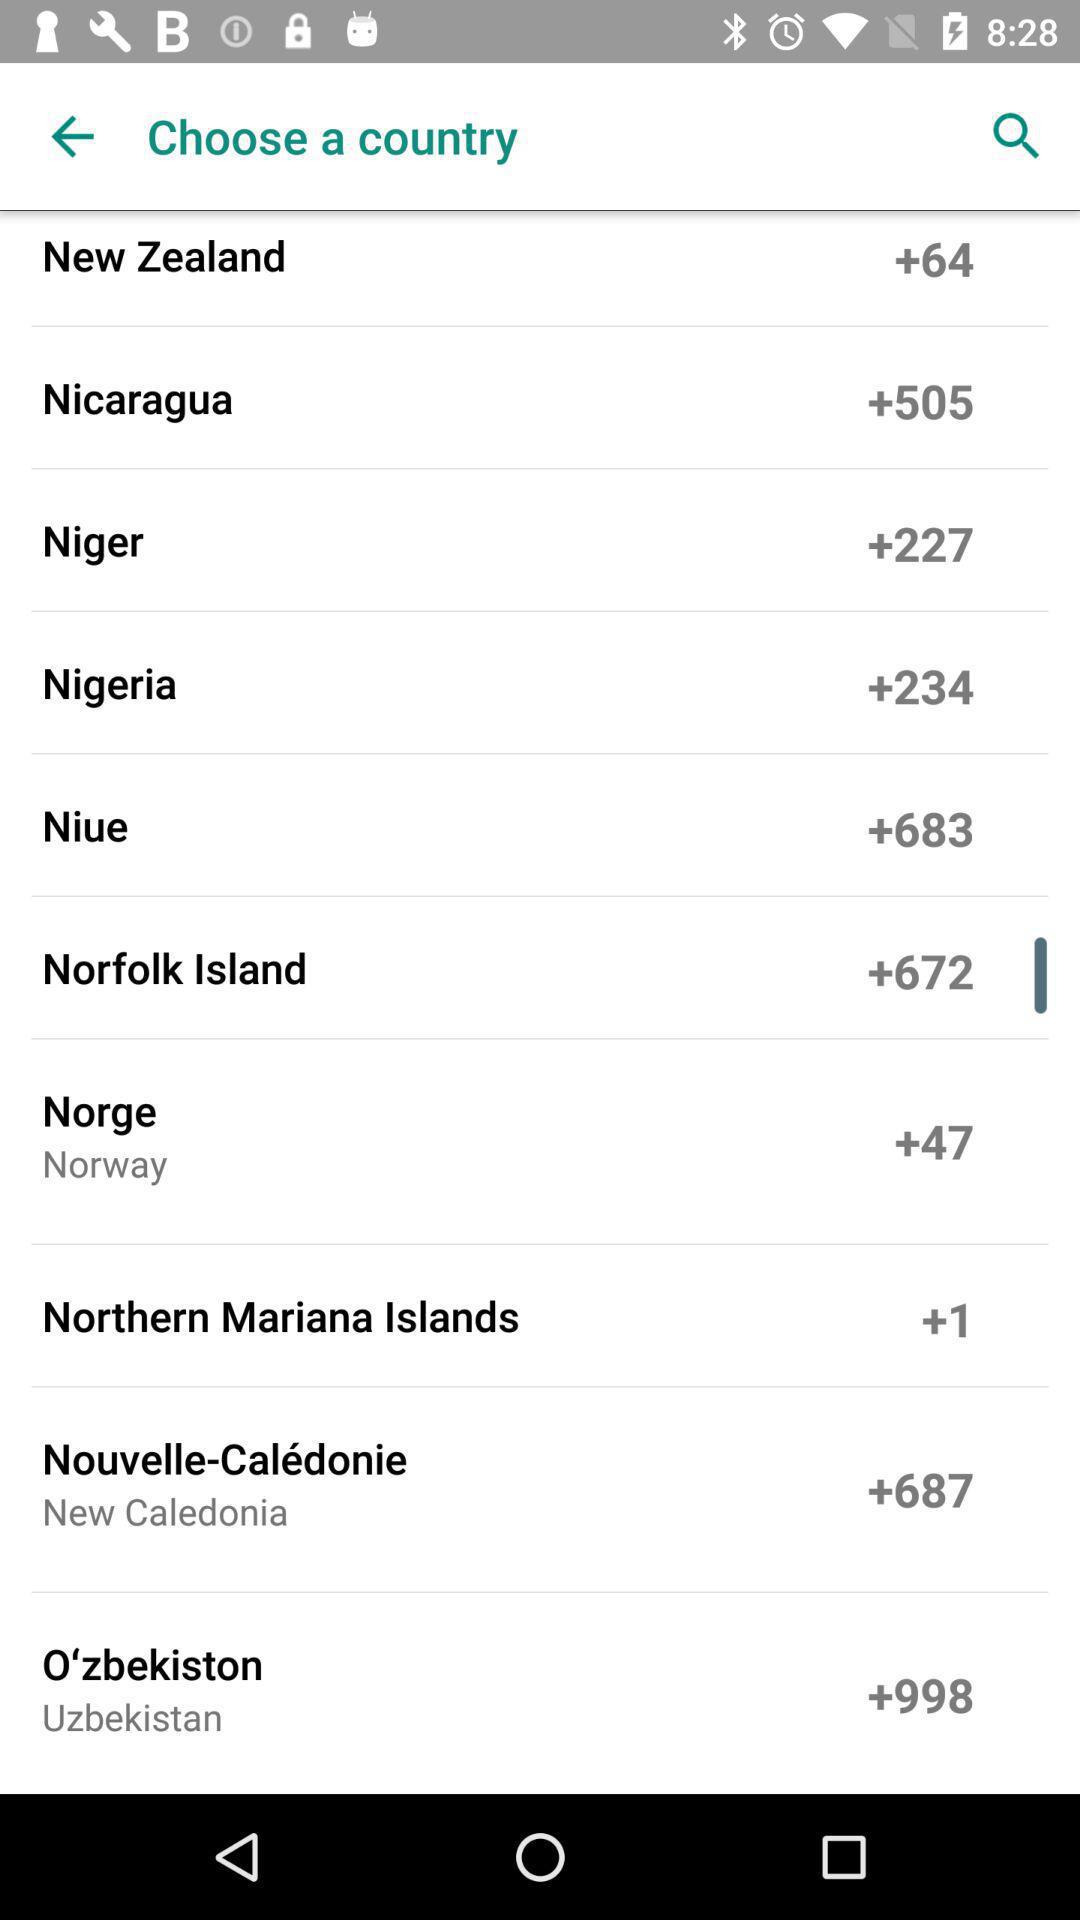 8:28
Choose a country
New Zealand +64
Nicaragua +505
Niger +227
Nigeria +234
Niue +683
Norfolk Island +672
Norge
Norway
+47
Northern Mariana Islands +1
Nouvelle-Calédonie
New Caledonia
+687
Oʻzbekiston
Uzbekistan
+998